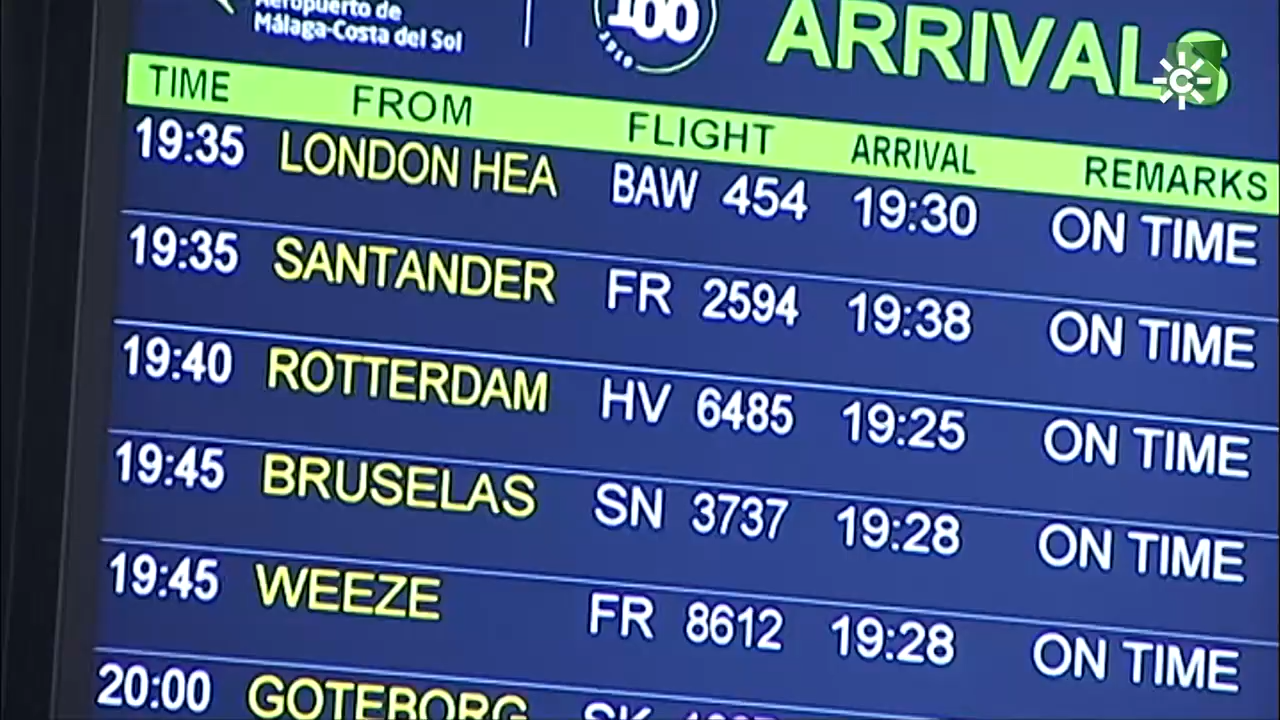 Aeropuerto de
Málaga-Costa del Sol
100
1919
ARRIVALS
TIME FROM FLIGHT ARRIVAL REMARKS
19:35 LONDON HEA BAW 454 19:30 ON TIME
19:35 SANTANDER FR 2594 19:38 ON TIME
19:40 ROTTERDAM HV 6485 19:25 ON TIME
19:45 BRUSELAS SN 3737 19:28 ON TIME
19:45 WEEZE FR 8612 19:28 ON TIME
20:00 GOTEBORG SK